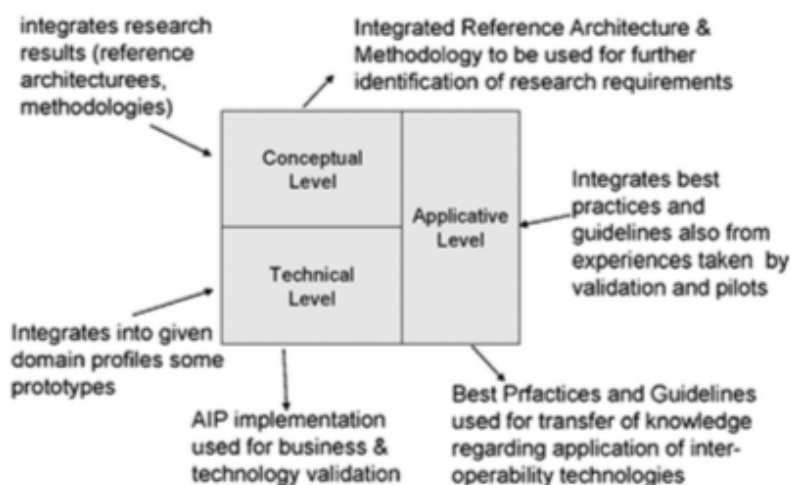 integrates research
results (reference
architecturees,
methodologies)
Integrated Reference Architecture &
Methodology to be used for further
identification of research requirements
Conceptual
Level
Applicative
Level
Technical
Level
Integrates best
practices and
guidelines also from
experiences taken by
validation and pilots
Integrates into given
domain profiles some
prototypes
AIP implementation
used for business &
technology validation
Best Prfactices and Guidelines
used for transfer of knowledge
regarding application of inter-
operability technologies